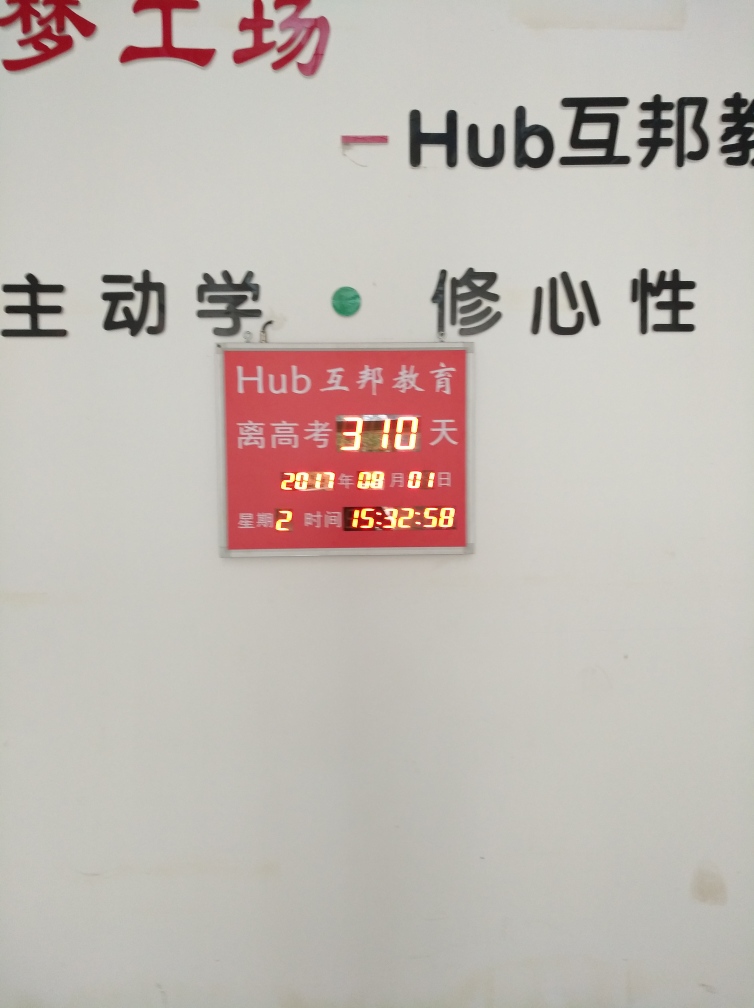 梦工场
Hub互邦教
主动学•修心性
Hub互邦教育
离高考310天
2017年08月01日
星期2 时间15:32:58